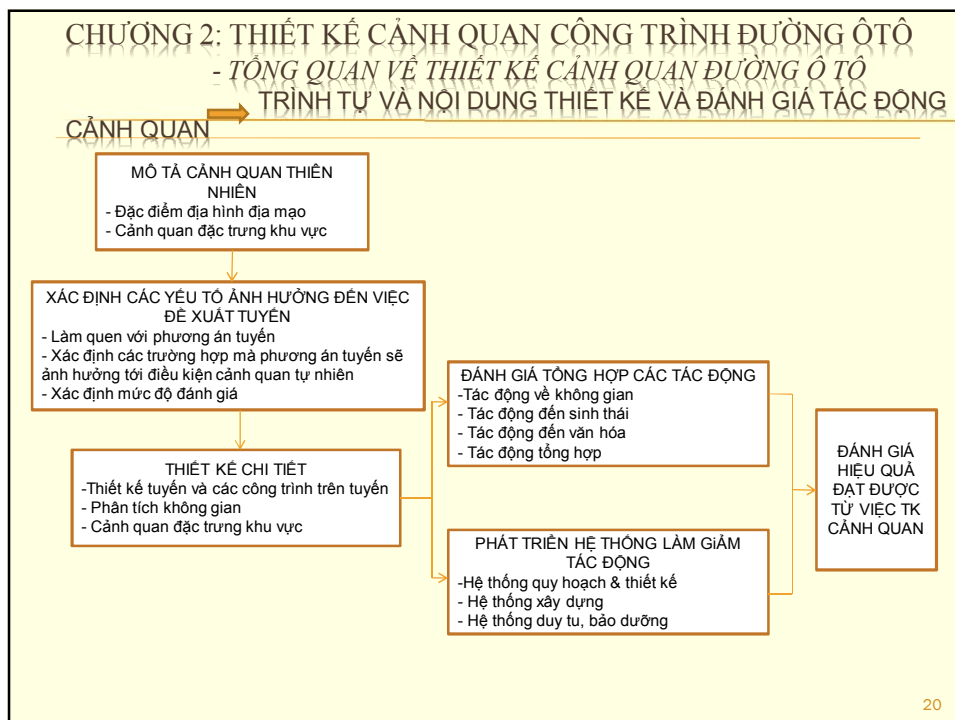 CHƯƠNG 2: THIẾT KẾ CẢNH QUAN CÔNG TRÌNH ĐƯỜNG ÔTÔ
- TỔNG QUAN VỀ THIẾT KẾ CẢNH QUAN ĐƯỜNG Ô TÔ
TRÌNH TỰ VÀ NỘI DUNG THIẾT KẾ VÀ ĐÁNH GIÁ TÁC ĐỘNG
CẢNH QUAN
MÔ TẢ CẢNH QUAN THIÊN
NHIÊN
- Đặc điểm địa hình địa mạo
- Cảnh quan đặc trưng khu vực
XÁC ĐỊNH CÁC YẾU TỐ ẢNH HƯỞNG ĐẾN VIỆC
ĐỀ XUẤT TUYẾN
- Làm quen với phương án tuyến
- Xác định các trường hợp mà phương án tuyến sẽ
ảnh hưởng tới điều kiện cảnh quan tự nhiên
- Xác định mức độ đánh giá
THIẾT KẾ CHI TIẾT
-Thiết kế tuyến và các công trình trên tuyến
- Phân tích không gian
- Cảnh quan đặc trưng khu vực
ĐÁNH GIÁ TỔNG HỢP CÁC TÁC ĐỘNG
-Tác động về không gian
- Tác động đến sinh thái
- Tác động đến văn hóa
- Tác động tổng hợp
PHÁT TRIỂN HỆ THỐNG LÀM GiẢM
TÁC ĐỘNG
-Hệ thống quy hoạch & thiết kế
- Hệ thống xây dựng
- Hệ thống duy tu, bảo dưỡng
ĐÁNH GIÁ
HIỆU QUẢ
ĐẠT ĐƯỢC
TỪ VIỆC TK
CẢNH QUAN
20